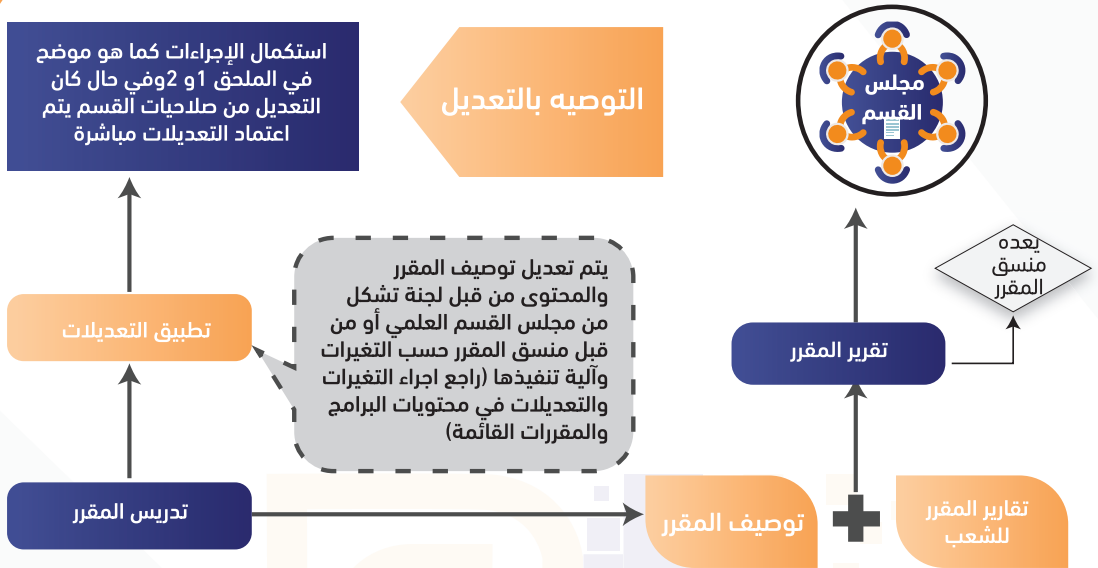 مجلس
القسم
التوصيه بالتعديل
استكمال الإجراءات كما هو موضح
في الملحق 1و 2وفي حال كان
التعديل من صلاحيات القسم يتم
اعتماد التعديلات مباشرة
يعده
منسق
المقرر
يتم تعديل توصيف المقرر
والمحتوى من قبل لجنة تشكل
من مجلس القسم العلمي أو من
قبل منسق المقرر حسب التغيرات
وآلية تنفيذها (راجع اجراء التغيرات
والتعديلات في محتويات البرامج
والمقررات القائمة)
تطبيق التعديلات
تقرير المقرر
تقارير المقرر
للشعب
توصيف المقرر
تدريس المقرر